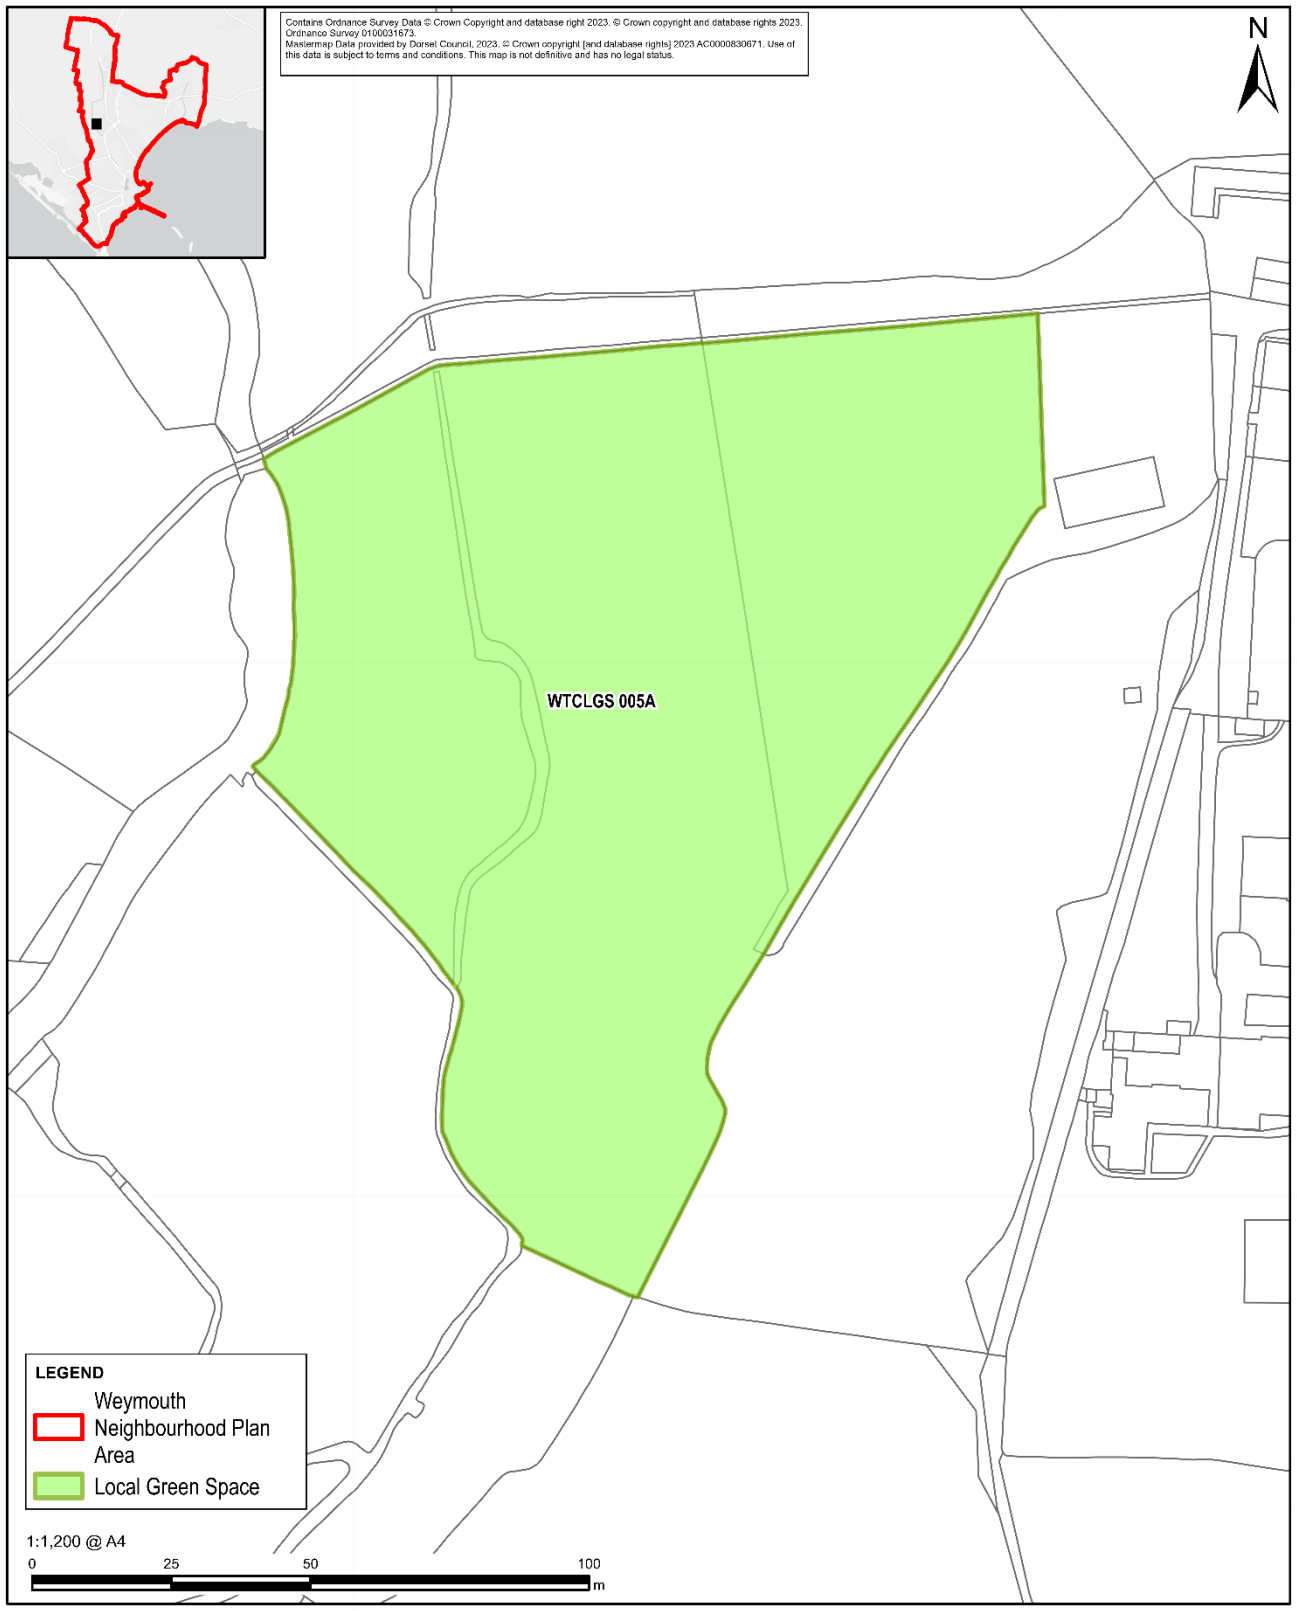 Contains Ordnance Survey Data © Crown Copyright and database right 2023. © Crown copyright and database rights 2023.
Ordnance Survey 0100031673.
Mastermap Data provided by Dorset Council, 2023. © Crown copyright [and database rights] 2023 AC0000830671. Use of
this data is subject to terms and conditions. This map is not definitive and has no legal status.
N
WTCLGS 005A
LEGEND
Weymouth
Neighbourhood Plan
Area
Local Green Space
1:1,200 @ A4
0 25 50 100
m